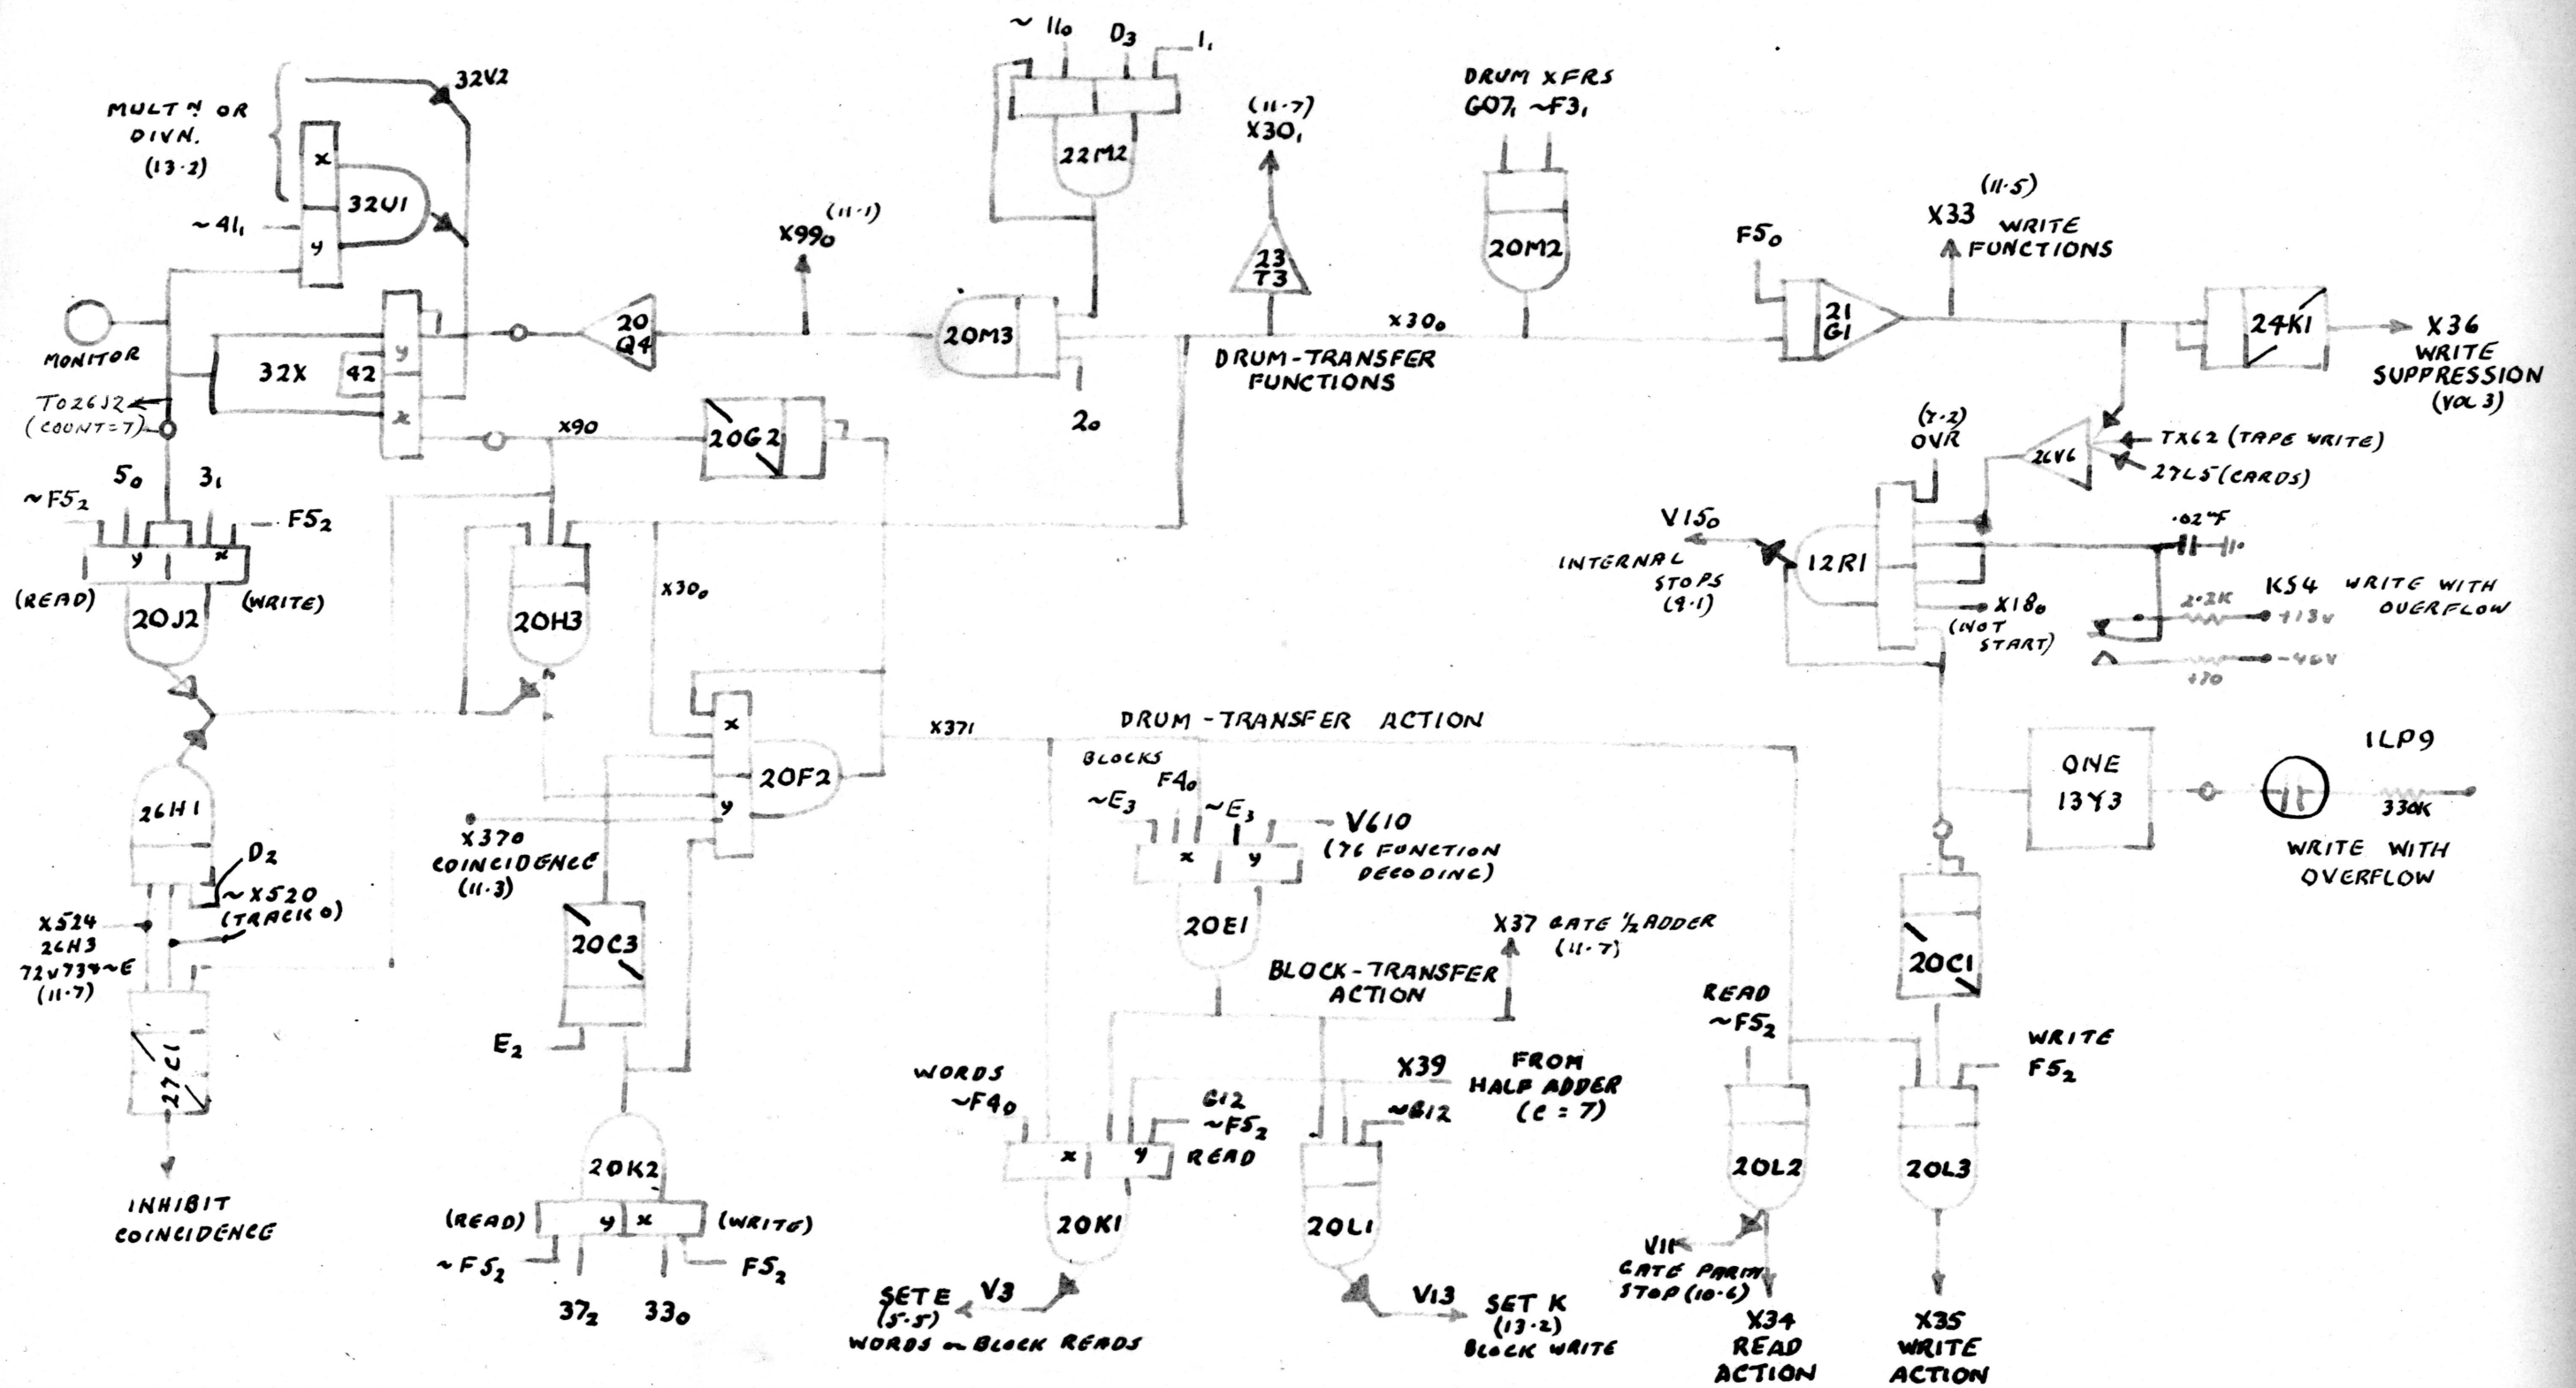 ~ 11₀ D₃ 1₁
32V2
MULTN. OR
DIVN.
(13·2)
x
32U1
y
~41₁
22M2
(11·7)
X30₁
DRUM XFRS
G07₁ ~F3₁
20M2
23
T3
(11·1)
X99₀
(11·5)
X33
WRITE
FUNCTIONS
F5₀
21
G1
24K1
X36
WRITE
SUPPRESSION
(VOL 3)
MONITOR
32X
42
y
x
20
Q4
20M3
2₀
X30₀
DRUM-TRANSFER
FUNCTIONS
TO26J2
(COUNT=7)
X90
20G2
(7·2)
OVR
26V6
TX62 (TAPE WRITE)
27L5 (CARDS)
~F5₂
5₀
3₁
F5₂
y
x
(READ)
(WRITE)
20J2
20H3
X30₀
V15₀
INTERNAL
STOPS
(9·1)
12R1
X18₀
(NOT
START)
KS4 WRITE WITH
OVERFLOW
2.2K
+13V
-40V
26H1
D₂
~X520
(TRACK 0)
X524
26H3
72v73v~E
(11·7)
27C1
INHIBIT
COINCIDENCE
x
20F2
y
X370
COINCIDENCE
(11·3)
X371
DRUM-TRANSFER ACTION
20C3
E₂
20K2
(READ)
y
x
(WRITE)
~F5₂
F5₂
37₂
33₀
BLOCKS
F4₀
~E₃
~E₃
V610
(76 FUNCTION
DECODING)
x
y
20E1
X37 GATE ½ ADDER
(11·7)
BLOCK-TRANSFER
ACTION
WORDS
~F4₀
G12
~F5₂
READ
x
y
20K1
X39
FROM
HALF ADDER
(C = 7)
~G12
20L1
SET E
(5·5)
V3
WORDS or BLOCK READS
V13
SET K
(13·2)
BLOCK WRITE
ONE
13Y3
1LP9
330K
WRITE WITH
OVERFLOW
20C1
READ
~F5₂
WRITE
F5₂
20L2
20L3
V11
GATE PARITY
STOP (10·6)
X34
READ
ACTION
X35
WRITE
ACTION